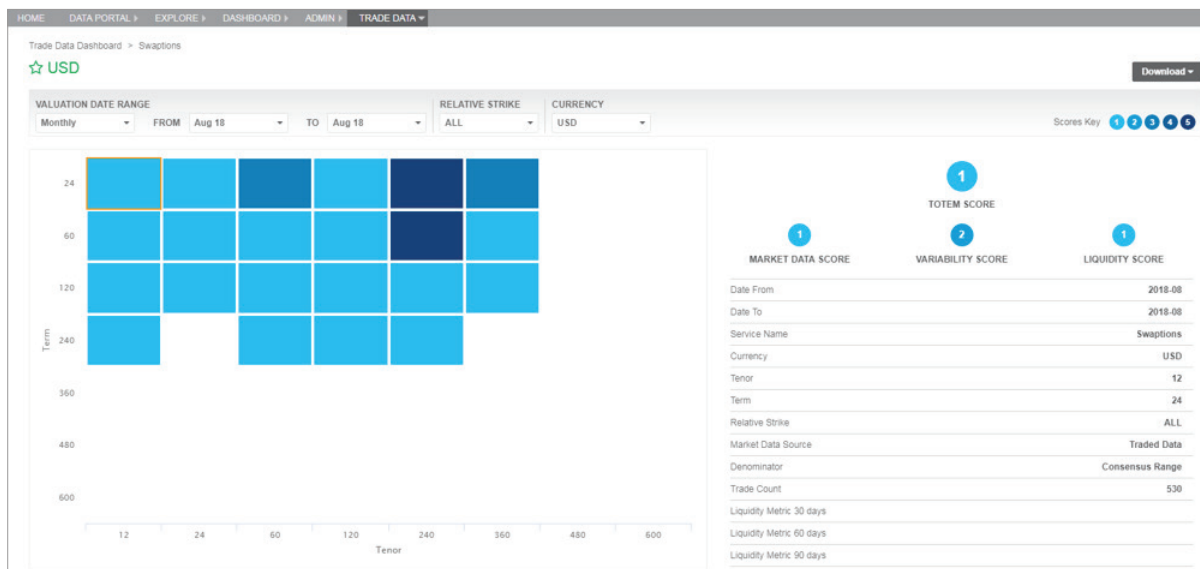 HOME DATA PORTAL EXPLORE DASHBOARD ADMIN TRADE DATA
Trade Data Dashboard > Swaptions
USD
Download
VALUATION DATE RANGE RELATIVE STRIKE CURRENCY
Monthly FROM Aug 18 TO Aug 18 ALL USD
Scores Key 1 2 3 4 5
24
60
120
240
360
480
600
Term
12 24 60 120 240 360 480 600
Tenor
1
TOTEM SCORE
1 2 1
MARKET DATA SCORE VARIABILITY SCORE LIQUIDITY SCORE
Date From 2018-08
Date To 2018-08
Service Name Swaptions
Currency USD
Tenor 12
Term 24
Relative Strike ALL
Market Data Source Traded Data
Denominator Consensus Range
Trade Count 530
Liquidity Metric 30 days
Liquidity Metric 60 days
Liquidity Metric 90 days